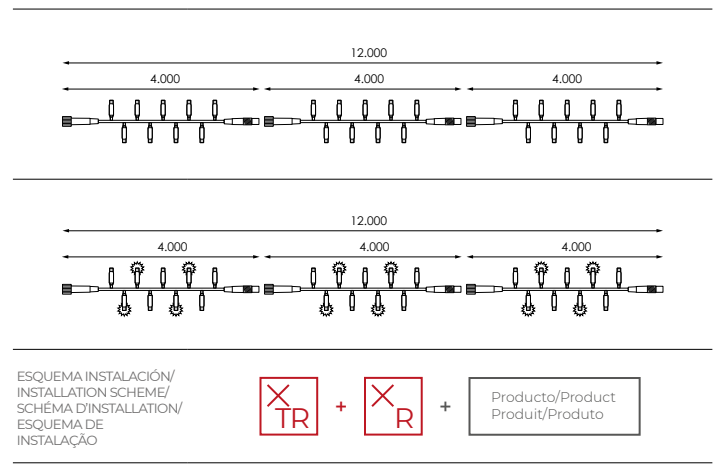 12.000
4.000 4.000 4.000
12.000
4.000 4.000 4.000
ESQUEMA INSTALACIÓN/
INSTALLATION SCHEME/
SCHÉMA D'INSTALLATION/
ESQUEMA DE
INSTALAÇÃO
X TR + X R + Producto/Product
Produit/Produto